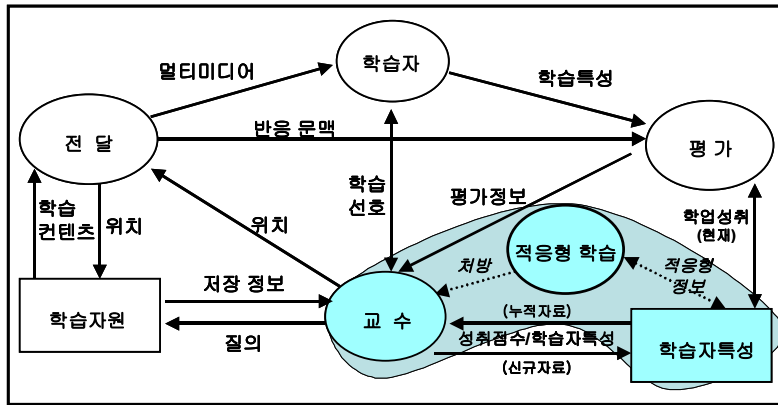 학습자
멀티미디어
학습특성
전 달
반응 문맥
평 가
학습
선호
학습
컨텐츠
위치
위치
평가정보
학업성취
(현재)
적응형 학습
처방
적응형
정보
저장 정보
학습자원
질의
교 수
(누적자료)
성취점수/학습자특성
(신규자료)
학습자특성